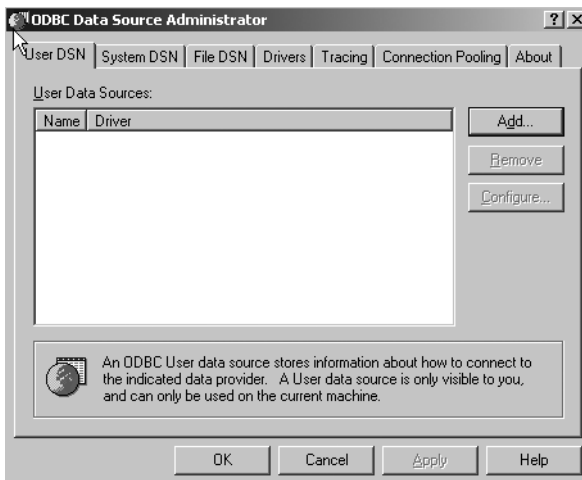 ODBC Data Source Administrator
User DSN System DSN File DSN Drivers Tracing Connection Pooling About
User Data Sources:
Name Driver
Add...
Remove
Configure...
An ODBC User data source stores information about how to connect to
the indicated data provider. A User data source is only visible to you,
and can only be used on the current machine.
OK Cancel Apply Help